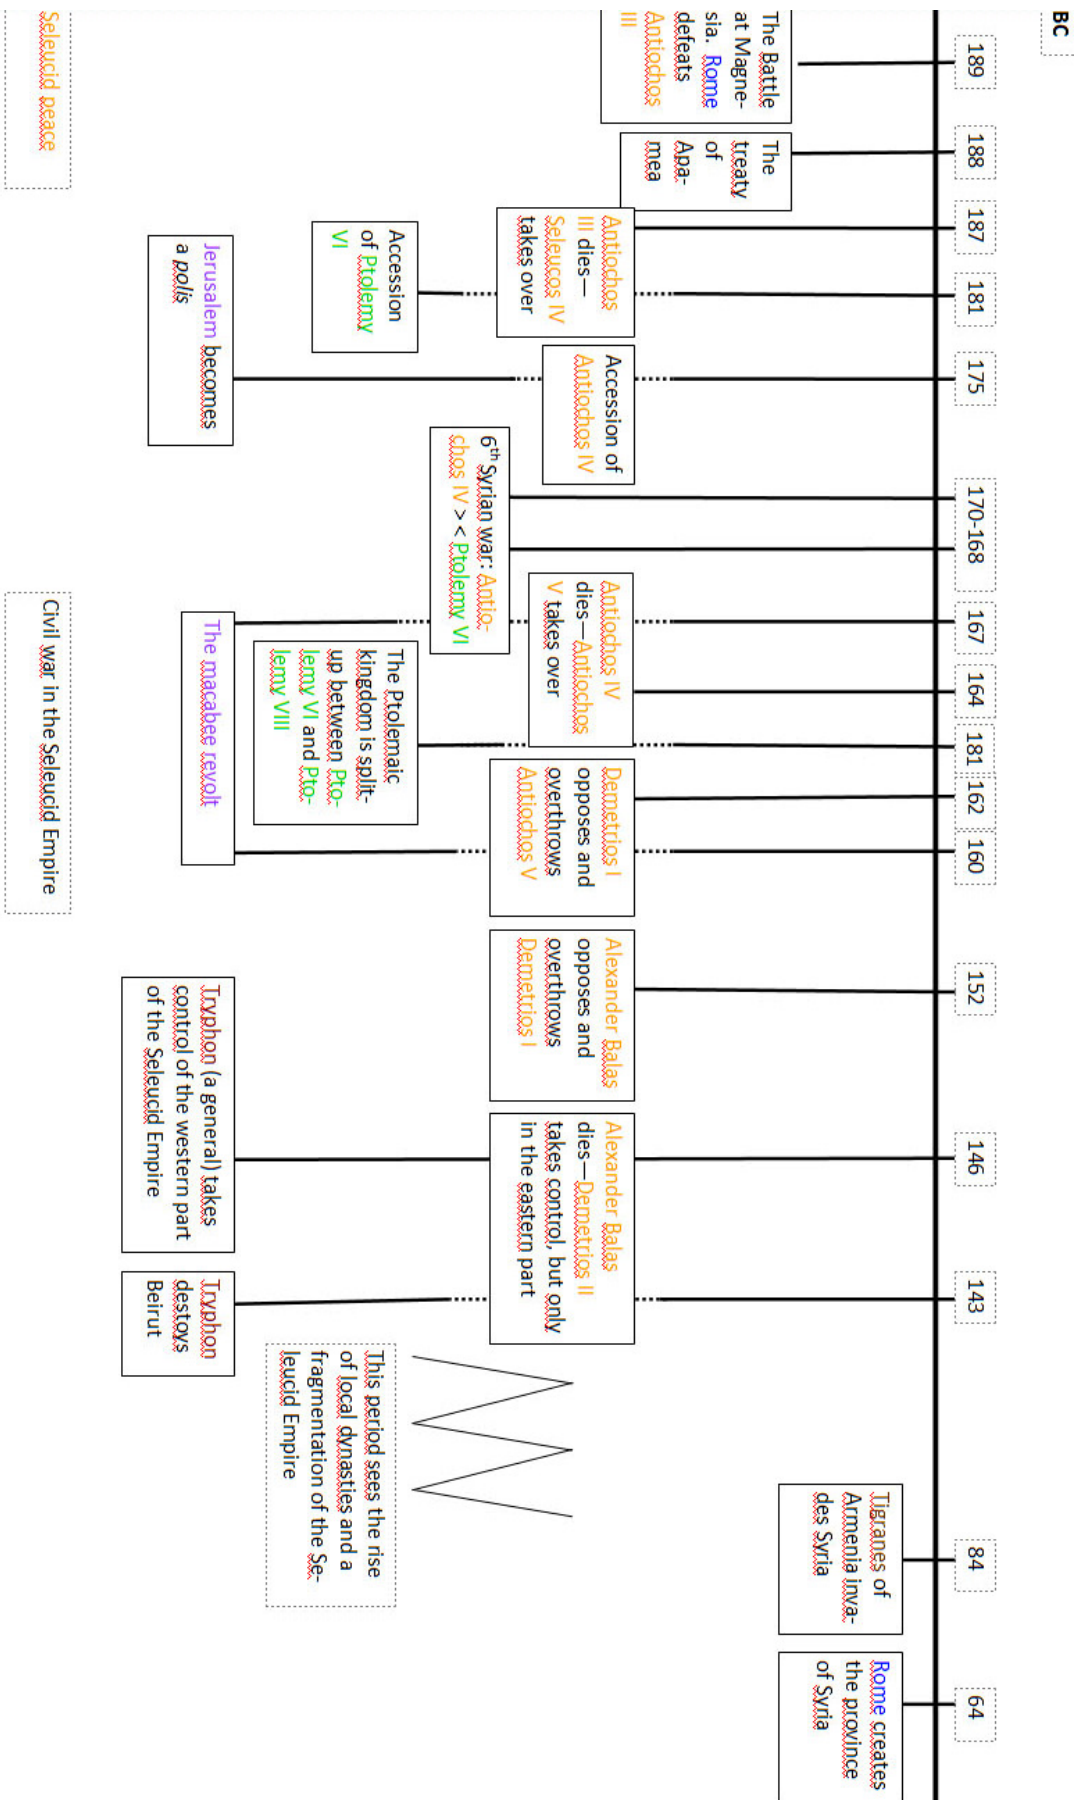 BC
189
188
187
181
175
170-168
167
164
181
162
160
152
146
143
84
64
The Battle
at Magne-
sia. Rome
defeats
Antiochos
III
The
treaty
of
Apa-
mea
Antiochos
III dies—
Seleucos IV
takes over
Accession
of Ptolemy
VI
Accession of
Antiochos IV
Jerusalem becomes
a polis
6th Syrian war: Antio-
chos IV > < Ptolemy VI
Antiochos IV
dies—Antiochos
V takes over
The macabee revolt
The Ptolemaic
kingdom is split-
up between Pto-
lemy VI and Pto-
lemy VIII
Demetrios I
opposes and
overthrows
Antiochos V
Alexander Balas
opposes and
overthrows
Demetrios I
Alexander Balas
dies—Demetrios II
takes control, but only
in the eastern part
Tryphon (a general) takes
control of the western part
of the Seleucid Empire
Tryphon
destoys
Beirut
This period sees the rise
of local dynasties and a
fragmentation of the Se-
leucid Empire
Tigranes of
Armenia inva-
des Syria
Rome creates
the province
of Syria
Seleucid peace
Civil war in the Seleucid Empire